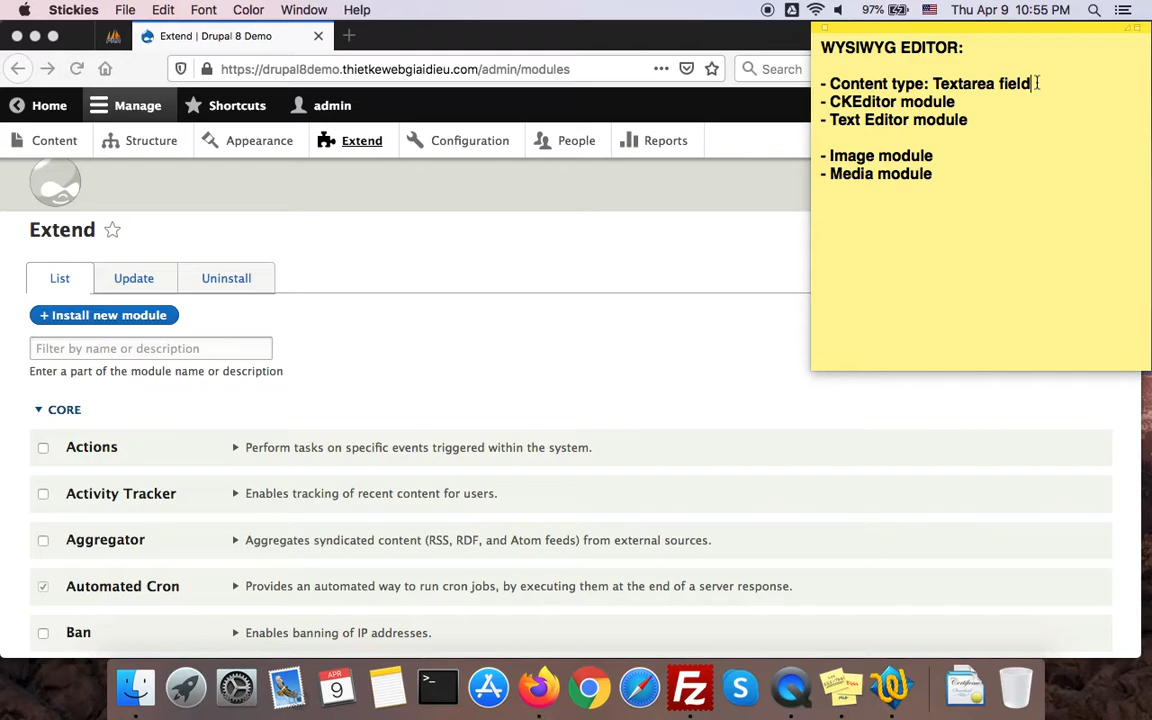 Stickies File Edit Font Color Window Help 97% Thu Apr 9 10:55 PM
Extend | Drupal 8 Demo
https://drupal8demo.thietkewebgiaidieu.com/admin/modules
Search
Home Manage Shortcuts admin
Content Structure Appearance Extend Configuration People Reports
Extend
List Update Uninstall
+ Install new module
Filter by name or description
Enter a part of the module name or description
CORE
Actions Perform tasks on specific events triggered within the system.
Activity Tracker Enables tracking of recent content for users.
Aggregator Aggregates syndicated content (RSS, RDF, and Atom feeds) from external sources.
Automated Cron Provides an automated way to run cron jobs, by executing them at the end of a server response.
Ban Enables banning of IP addresses.
WYSIWYG EDITOR:
- Content type: Textarea field
- CKEditor module
- Text Editor module
- Image module
- Media module
APR
9